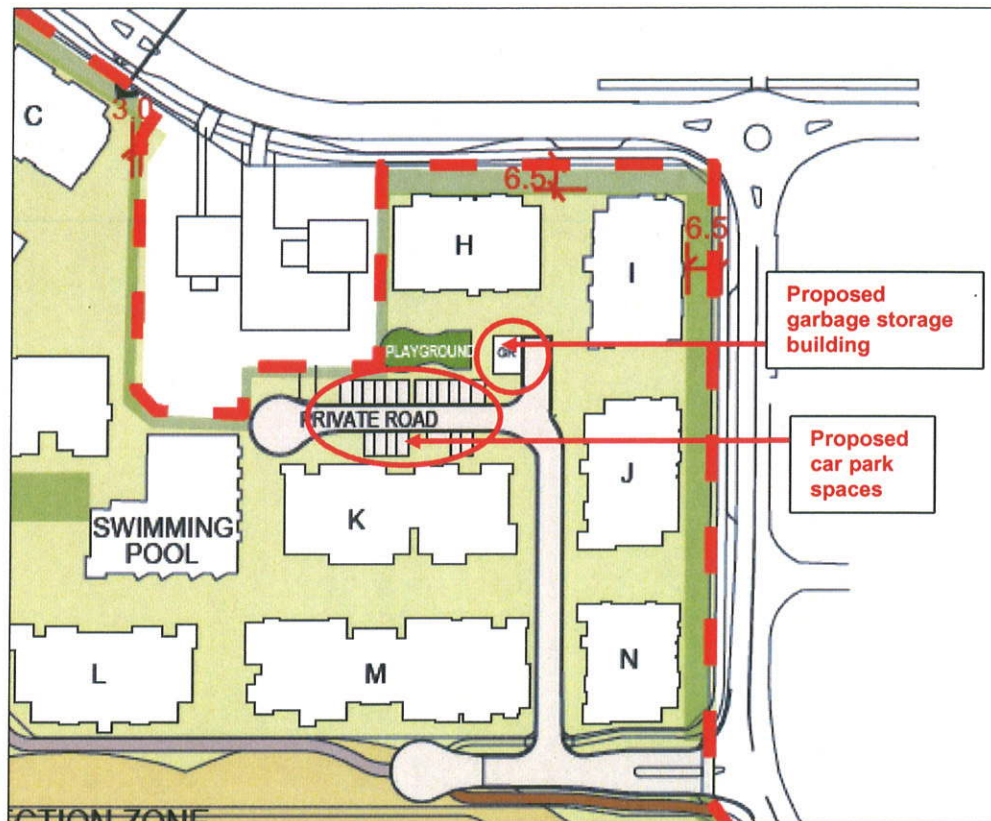 C
3.0
6.5
6.5
H
I
Proposed
garbage storage
building
PLAYGROUND
GR
PRIVATE ROAD
Proposed
car park
spaces
J
K
SWIMMING
POOL
L
M
N
CTION ZONE